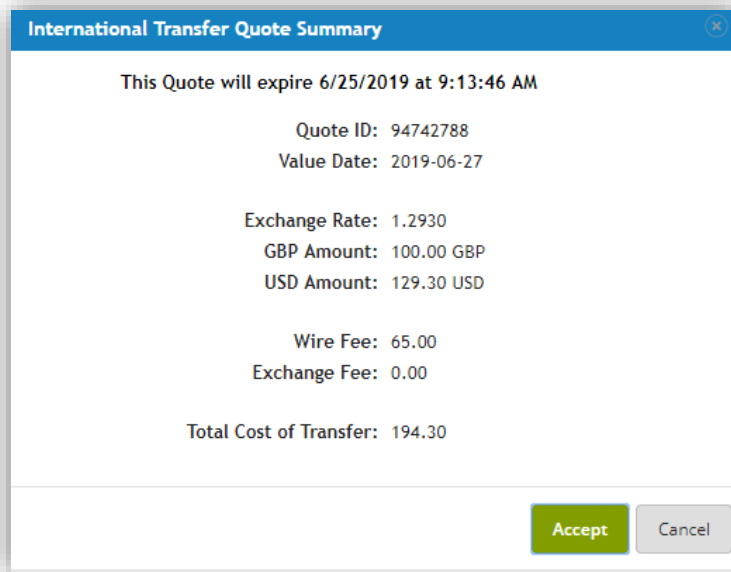 International Transfer Quote Summary
This Quote will expire 6/25/2019 at 9:13:46 AM
Quote ID: 94742788
Value Date: 2019-06-27
Exchange Rate: 1.2930
GBP Amount: 100.00 GBP
USD Amount: 129.30 USD
Wire Fee: 65.00
Exchange Fee: 0.00
Total Cost of Transfer: 194.30
Accept Cancel